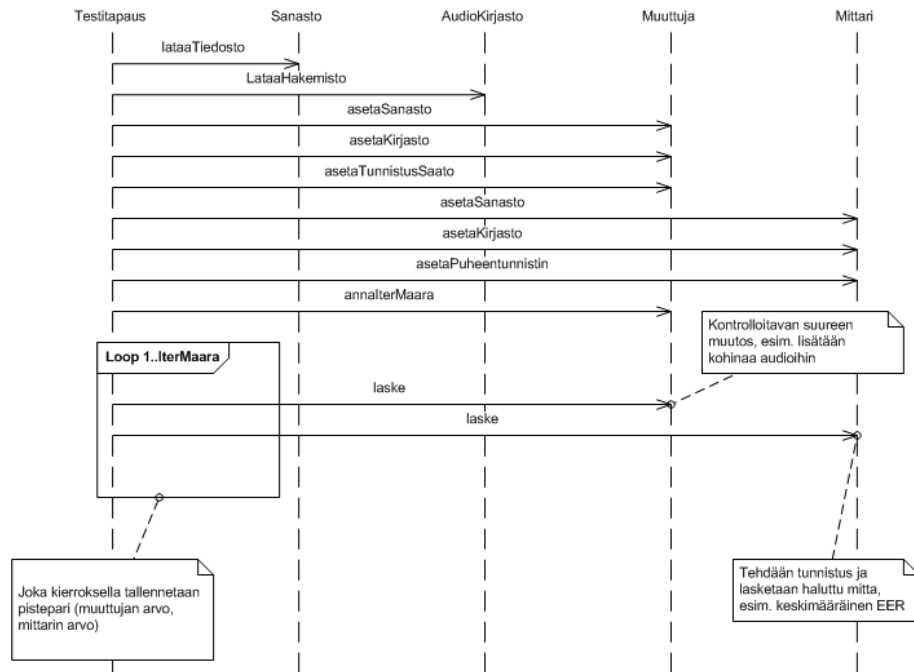 Testitapaus
Sanasto
AudioKirjasto
Muuttuja
Mittari
lataaTiedosto
LataaHakemisto
asetaSanasto
asetaKirjasto
asetaTunnistusSaato
asetaSanasto
asetaKirjasto
asetaPuheentunnistin
annaIterMaara
Kontrolloitavan suureen
muutos, esim. lisätään
kohinaa audioihin
Loop 1..IterMaara
laske
laske
Joka kierroksella tallennetaan
pistepari (muuttujan arvo,
mittarin arvo)
Tehdään tunnistus ja
lasketaan haluttu mitta,
esim. keskimääräinen EER